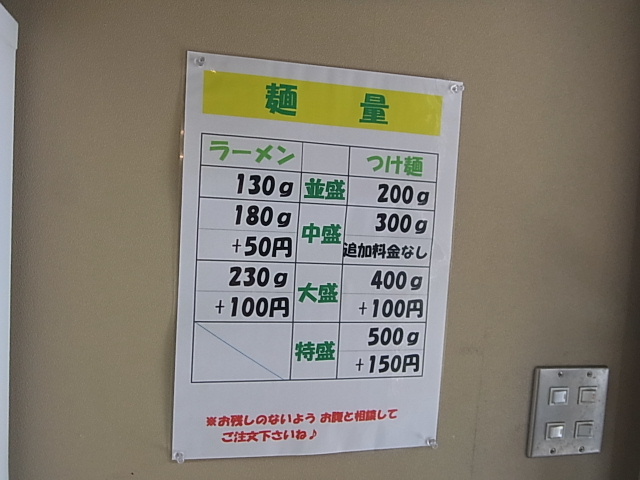 麺 量
ラーメン つけ麺
130g 並盛 200g
180g 中盛 300g
+50円 追加料金なし
230g 大盛 400g
+100円 +100円
特盛 500g
+150円
※お残しのないよう お腹と相談して
ご注文下さいね♪